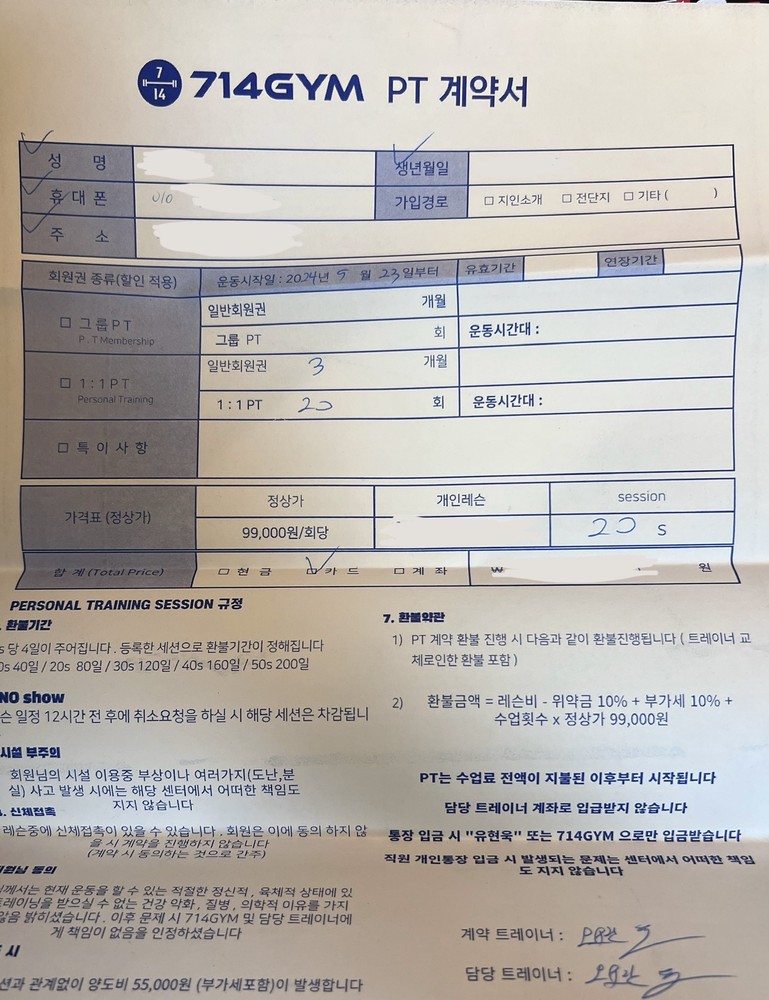 7
14
714GYM PT 계약서
성 명
생년월일
휴대폰 010
가입경로 □ 지인소개 □ 전단지 □ 기타 ( )
주 소
회원권 종류(할인 적용) 운동시작일 : 2024년 9 월 23일부터 유효기간 연장기간
□ 그룹PT
P . T Membership
일반회원권 개월
그룹 PT 회 운동시간대 :
□ 1 : 1 PT
Personal Training
일반회원권 3 개월
1 : 1 PT 20 회 운동시간대 :
□ 특 이 사 항
가격표 (정상가)
정상가 개인레슨 session
99,000원/회당 20 S
합 계 (Total Price) □ 현 금 □ 카 드 □ 계 좌 ₩ 원
PERSONAL TRAINING SESSION 규정
. 환불기간
s 당 4일이 주어집니다 . 등록한 세션으로 환불기간이 정해집니다
0s 40일 / 20s 80일 / 30s 120일 / 40s 160일 / 50s 200일
NO show
슨 일정 12시간 전 후에 취소요청을 하실 시 해당 세션은 차감됩니
시설 부주의
회원님의 시설 이용중 부상이나 여러가지(도난,분
실) 사고 발생 시에는 해당 센터에서 어떠한 책임도
지지 않습니다
. 신체접촉
레슨중에 신체접촉이 있을 수 있습니다 . 회원은 이에 동의 하지 않
을 시 계약을 진행하지 않습니다
(계약 시 동의하는 것으로 간주)
회원님 동의
께서는 현재 운동을 할 수 있는 적절한 정신적 , 육체적 상태에 있
트레이닝을 받으실 수 없는 건강 악화 , 질병 , 의학적 이유를 가지
않음 밝히셨습니다 . 이후 문제 시 714GYM 및 담당 트레이너에
게 책임이 없음을 인정하셨습니다
시
션과 관계없이 양도비 55,000원 (부가세포함)이 발생합니다
7. 환불약관
1) PT 계약 환불 진행 시 다음과 같이 환불진행됩니다 ( 트레이너 교
체로인한 환불 포함 )
2) 환불금액 = 레슨비 - 위약금 10% + 부가세 10% +
수업횟수 x 정상가 99,000원
PT는 수업료 전액이 지불된 이후부터 시작됩니다
담당 트레이너 계좌로 입급받지 않습니다
통장 입금 시 "유현욱" 또는 714GYM 으로만 입금받습니다
직원 개인통장 입금 시 발생되는 문제는 센터에서 어떠한 책임
도 지지 않습니다
계약 트레이너 :
담당 트레이너 :